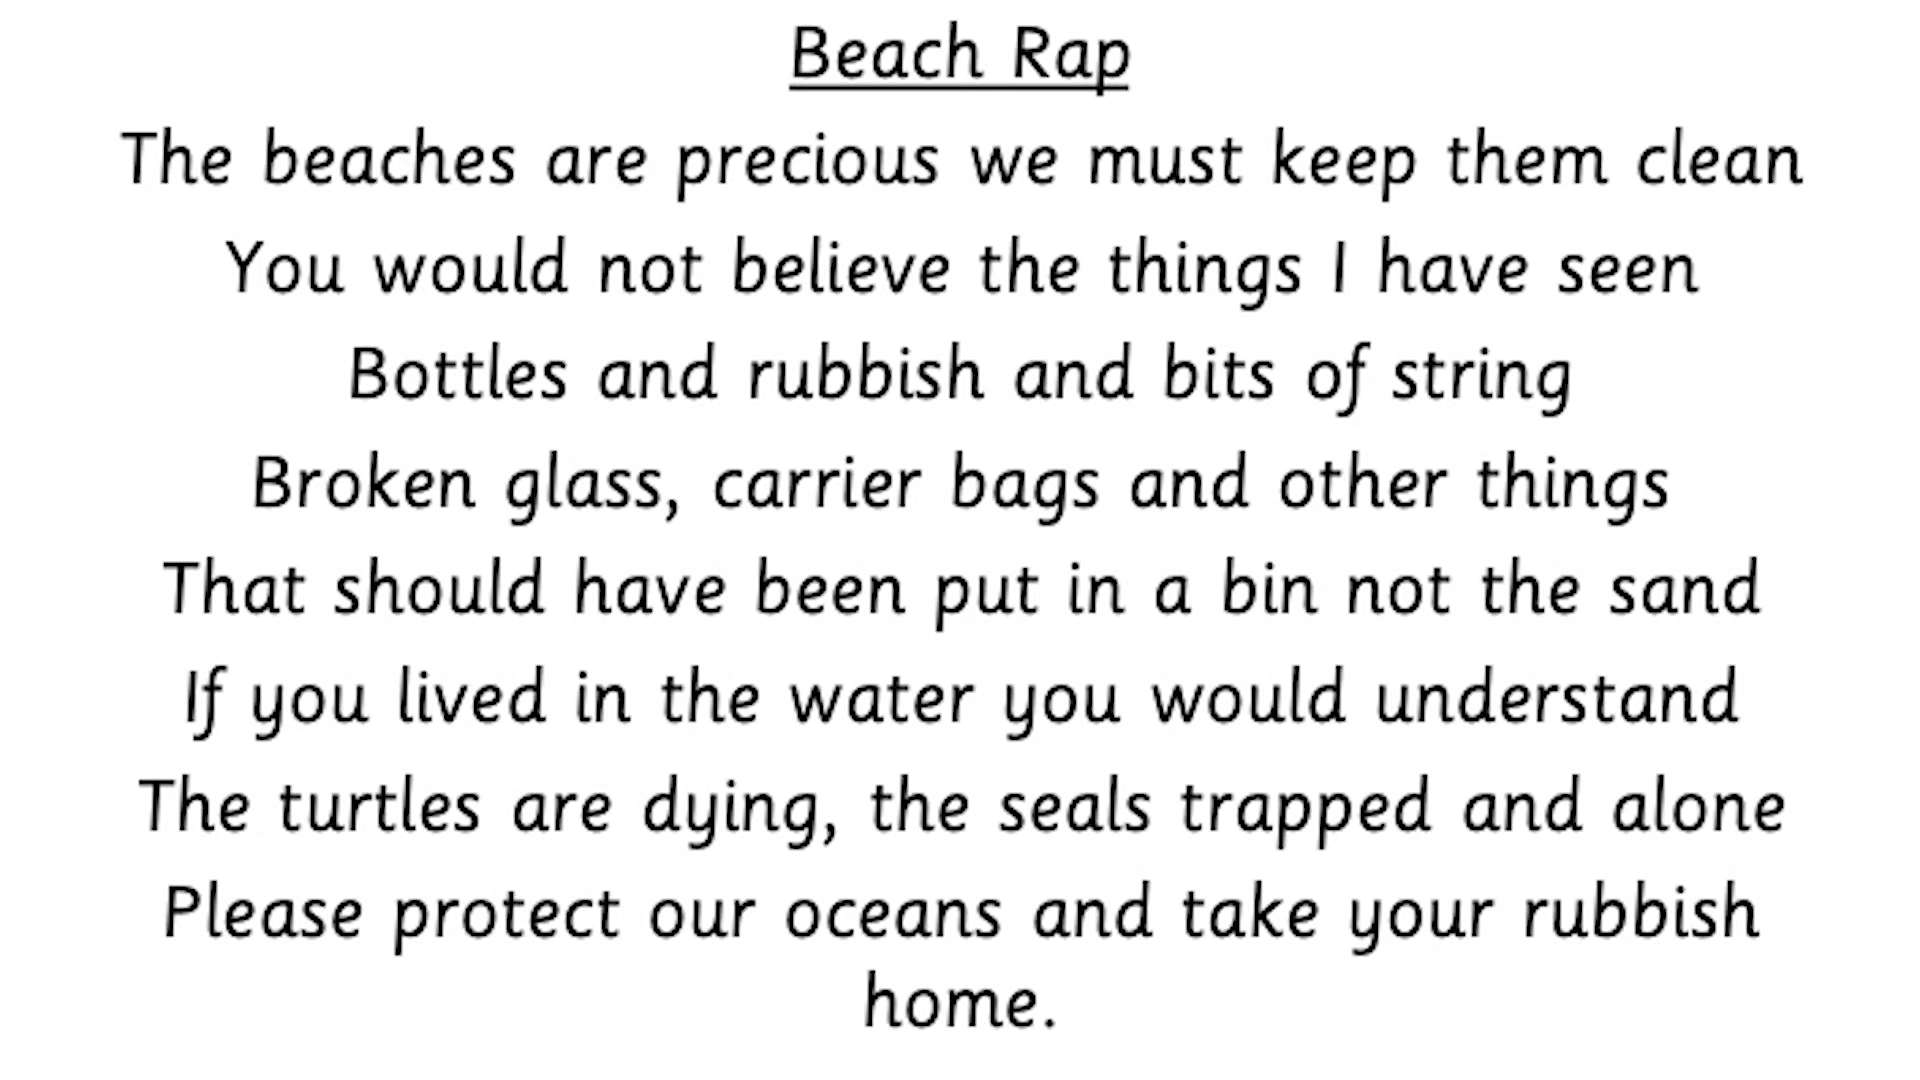 Beach Rap
The beaches are precious we must keep them clean
You would not believe the things I have seen
Bottles and rubbish and bits of string
Broken glass, carrier bags and other things
That should have been put in a bin not the sand
If you lived in the water you would understand
The turtles are dying, the seals trapped and alone
Please protect our oceans and take your rubbish
home.